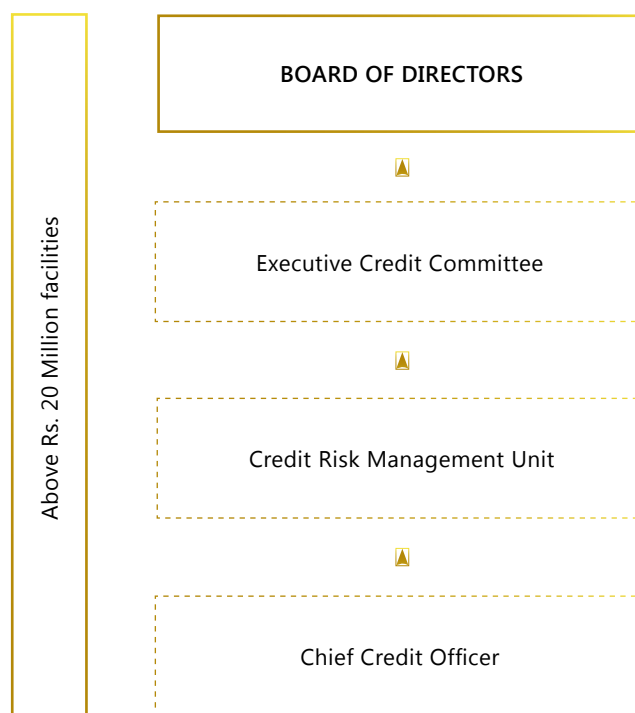 BOARD OF DIRECTORS
Above Rs. 20 Million facilities
Executive Credit Committee
Credit Risk Management Unit
Chief Credit Officer